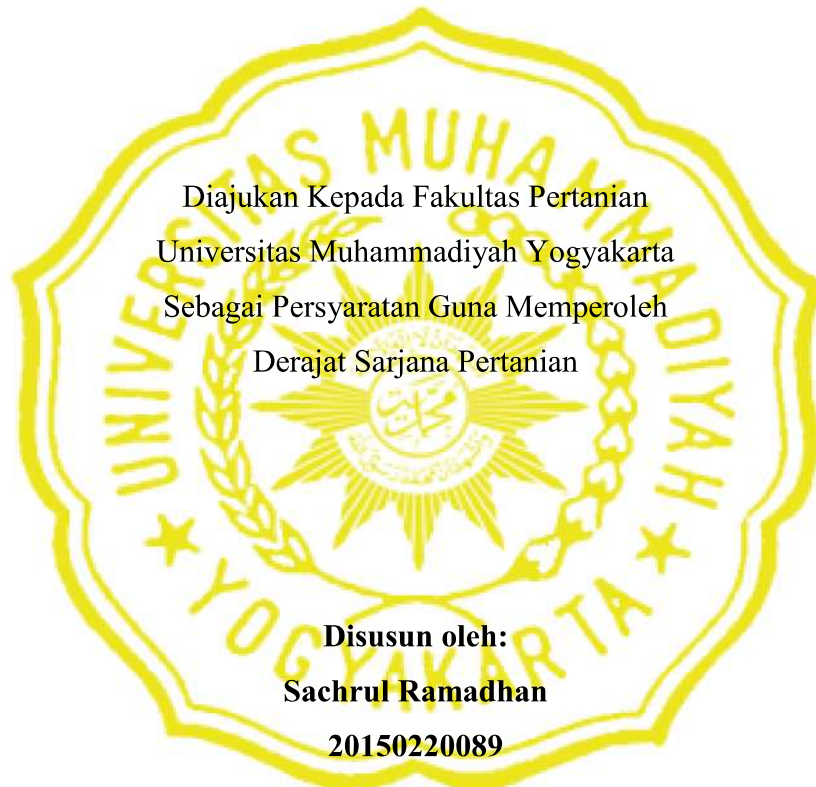 UNIVERSITAS MUHAMMADIYAH
YOGYAKARTA
Diajukan Kepada Fakultas Pertanian
Universitas Muhammadiyah Yogyakarta
Sebagai Persyaratan Guna Memperoleh
Derajat Sarjana Pertanian
Disusun oleh:
Sachrul Ramadhan
20150220089